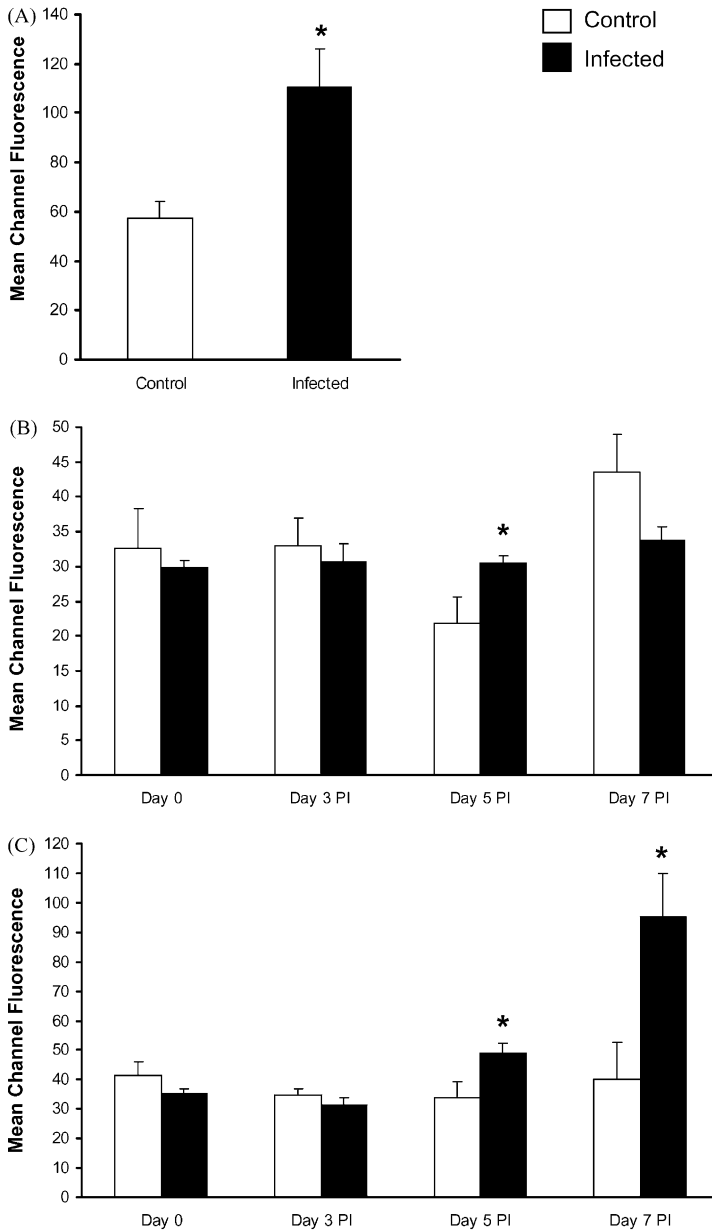 (A)
Mean Channel Fluorescence
140
120
100
80
60
40
20
0
*
Control
Infected
Control
Infected
(B)
Mean Channel Fluorescence
50
45
40
35
30
25
20
15
10
5
0
*
Day 0
Day 3 PI
Day 5 PI
Day 7 PI
(C)
Mean Channel Fluorescence
120
110
100
90
80
70
60
50
40
30
20
10
0
*
*
Day 0
Day 3 PI
Day 5 PI
Day 7 PI